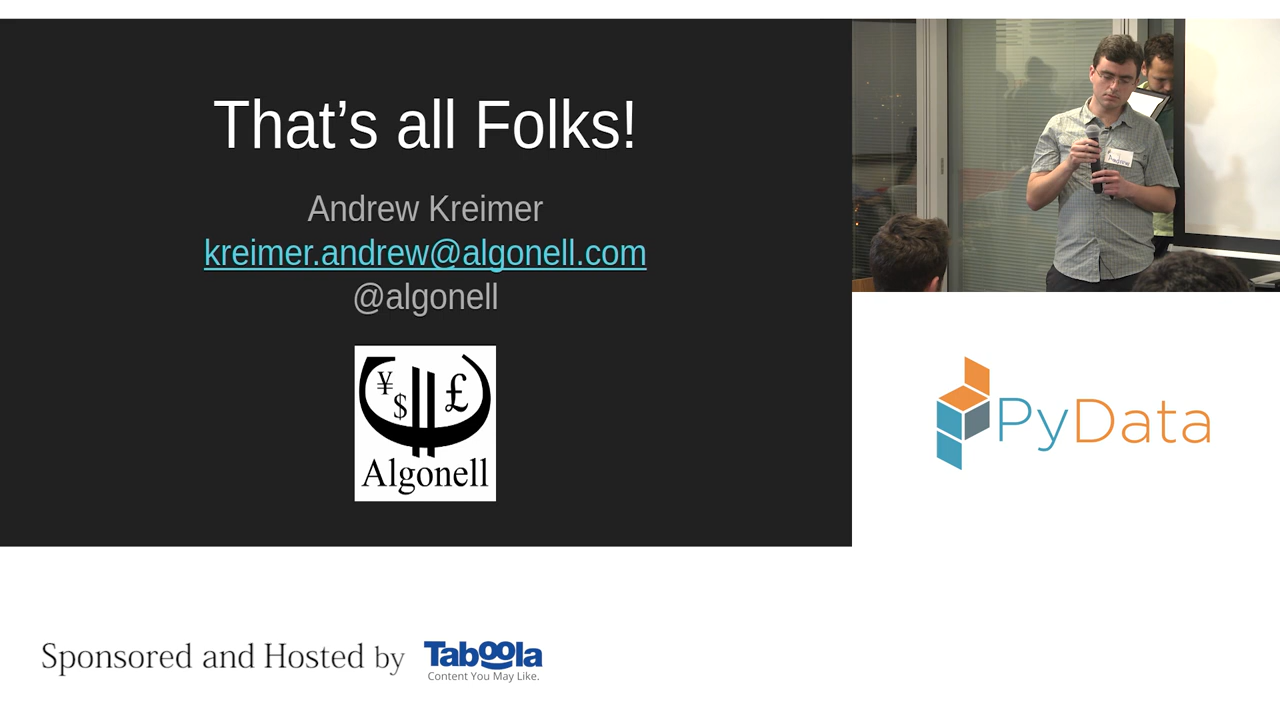 That’s all Folks!
Andrew Kreimer
kreimer.andrew@algonell.com
@algonell
¥ $ £
Algonell
Andrew
PyData
Sponsored and Hosted by Taboola
Content You May Like.